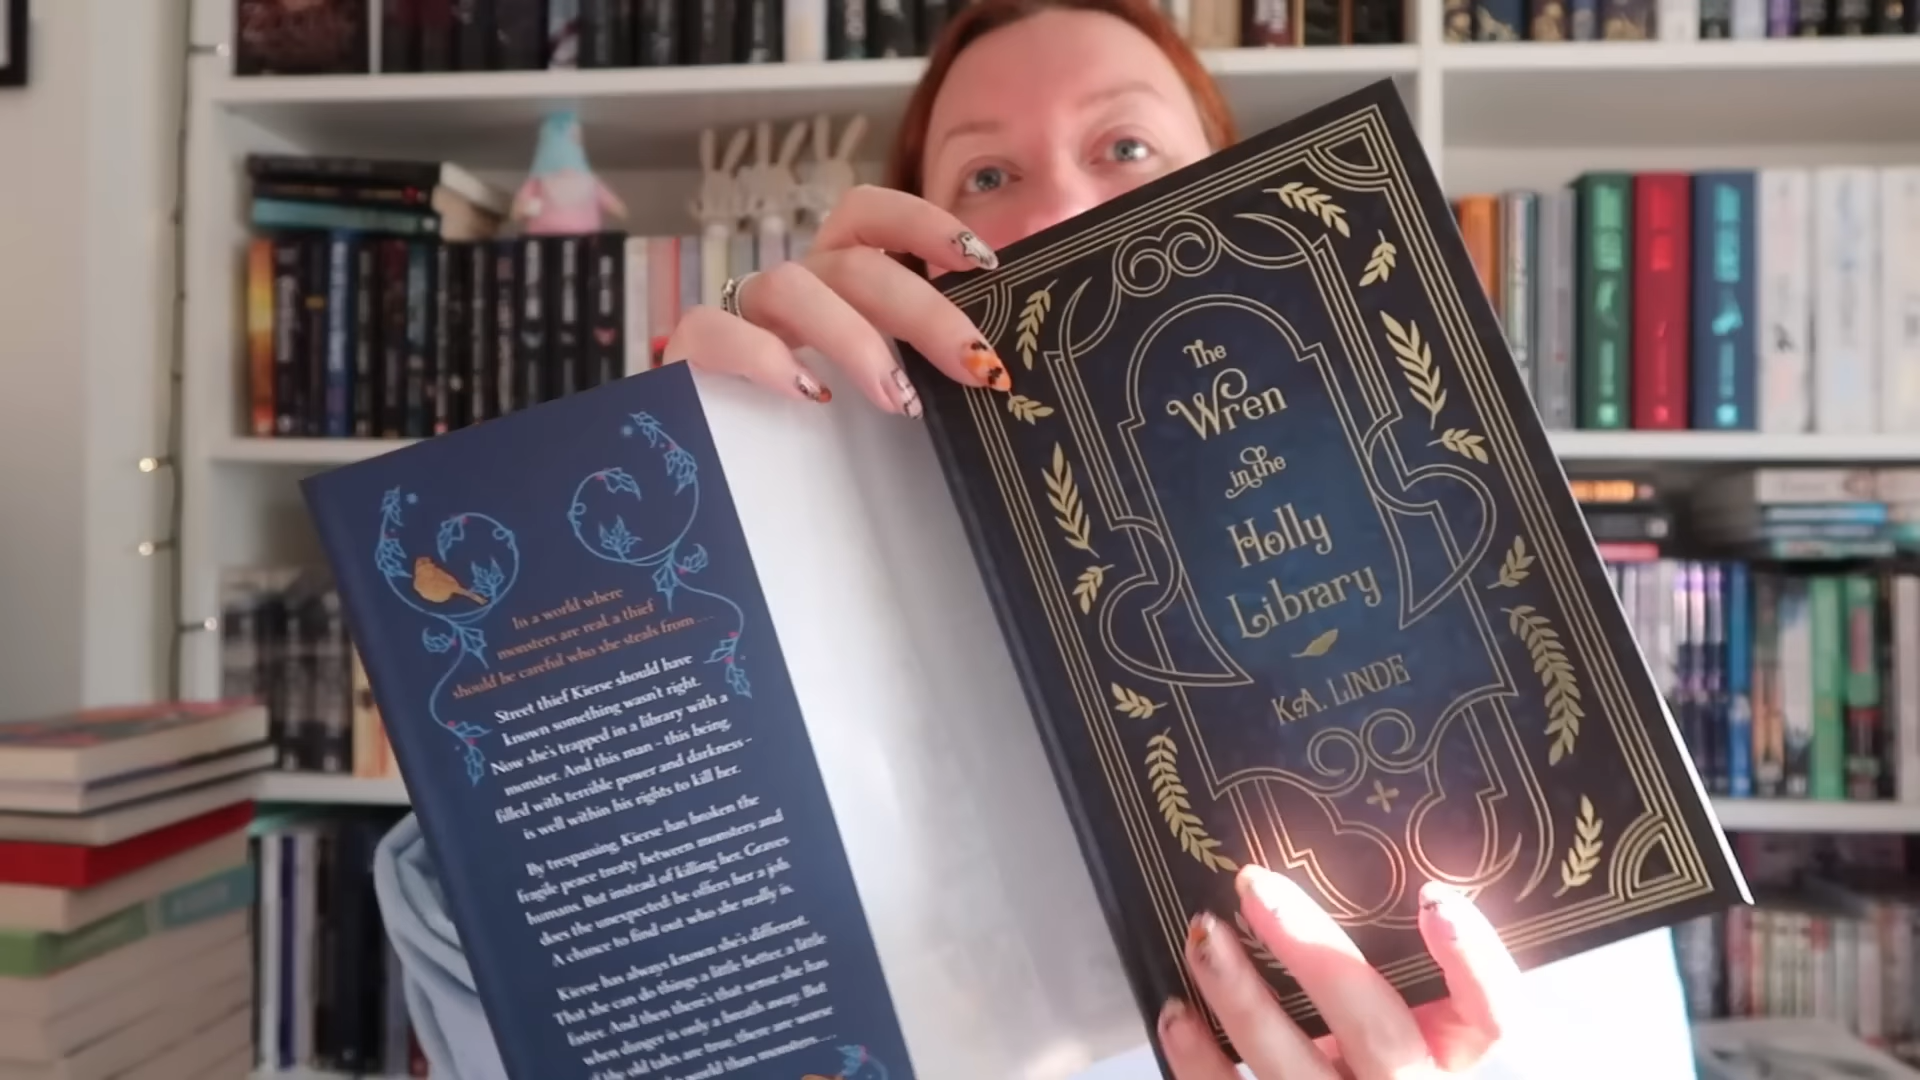 In a world where
monsters are real, a thief
should be careful who she steals from....
Street thief Kierse should have
known something wasn't right.
Now she's trapped in a library with a
monster. And this man – this being,
filled with terrible power and darkness –
is well within his rights to kill her.
By trespassing, Kierse has broken the
fragile peace treaty between monsters and
humans. But instead of killing her, Graves
does the unexpected: he offers her a job.
A chance to find out who she really is.
Kierse has always known she's different.
That she can do things a little better, a little
faster. And then there's that sense she has
when danger is only a breath away. But
if the old tales are true, there are worse
world than monsters....
The
Wren
in the
Holly
Library
K.A. LINDE